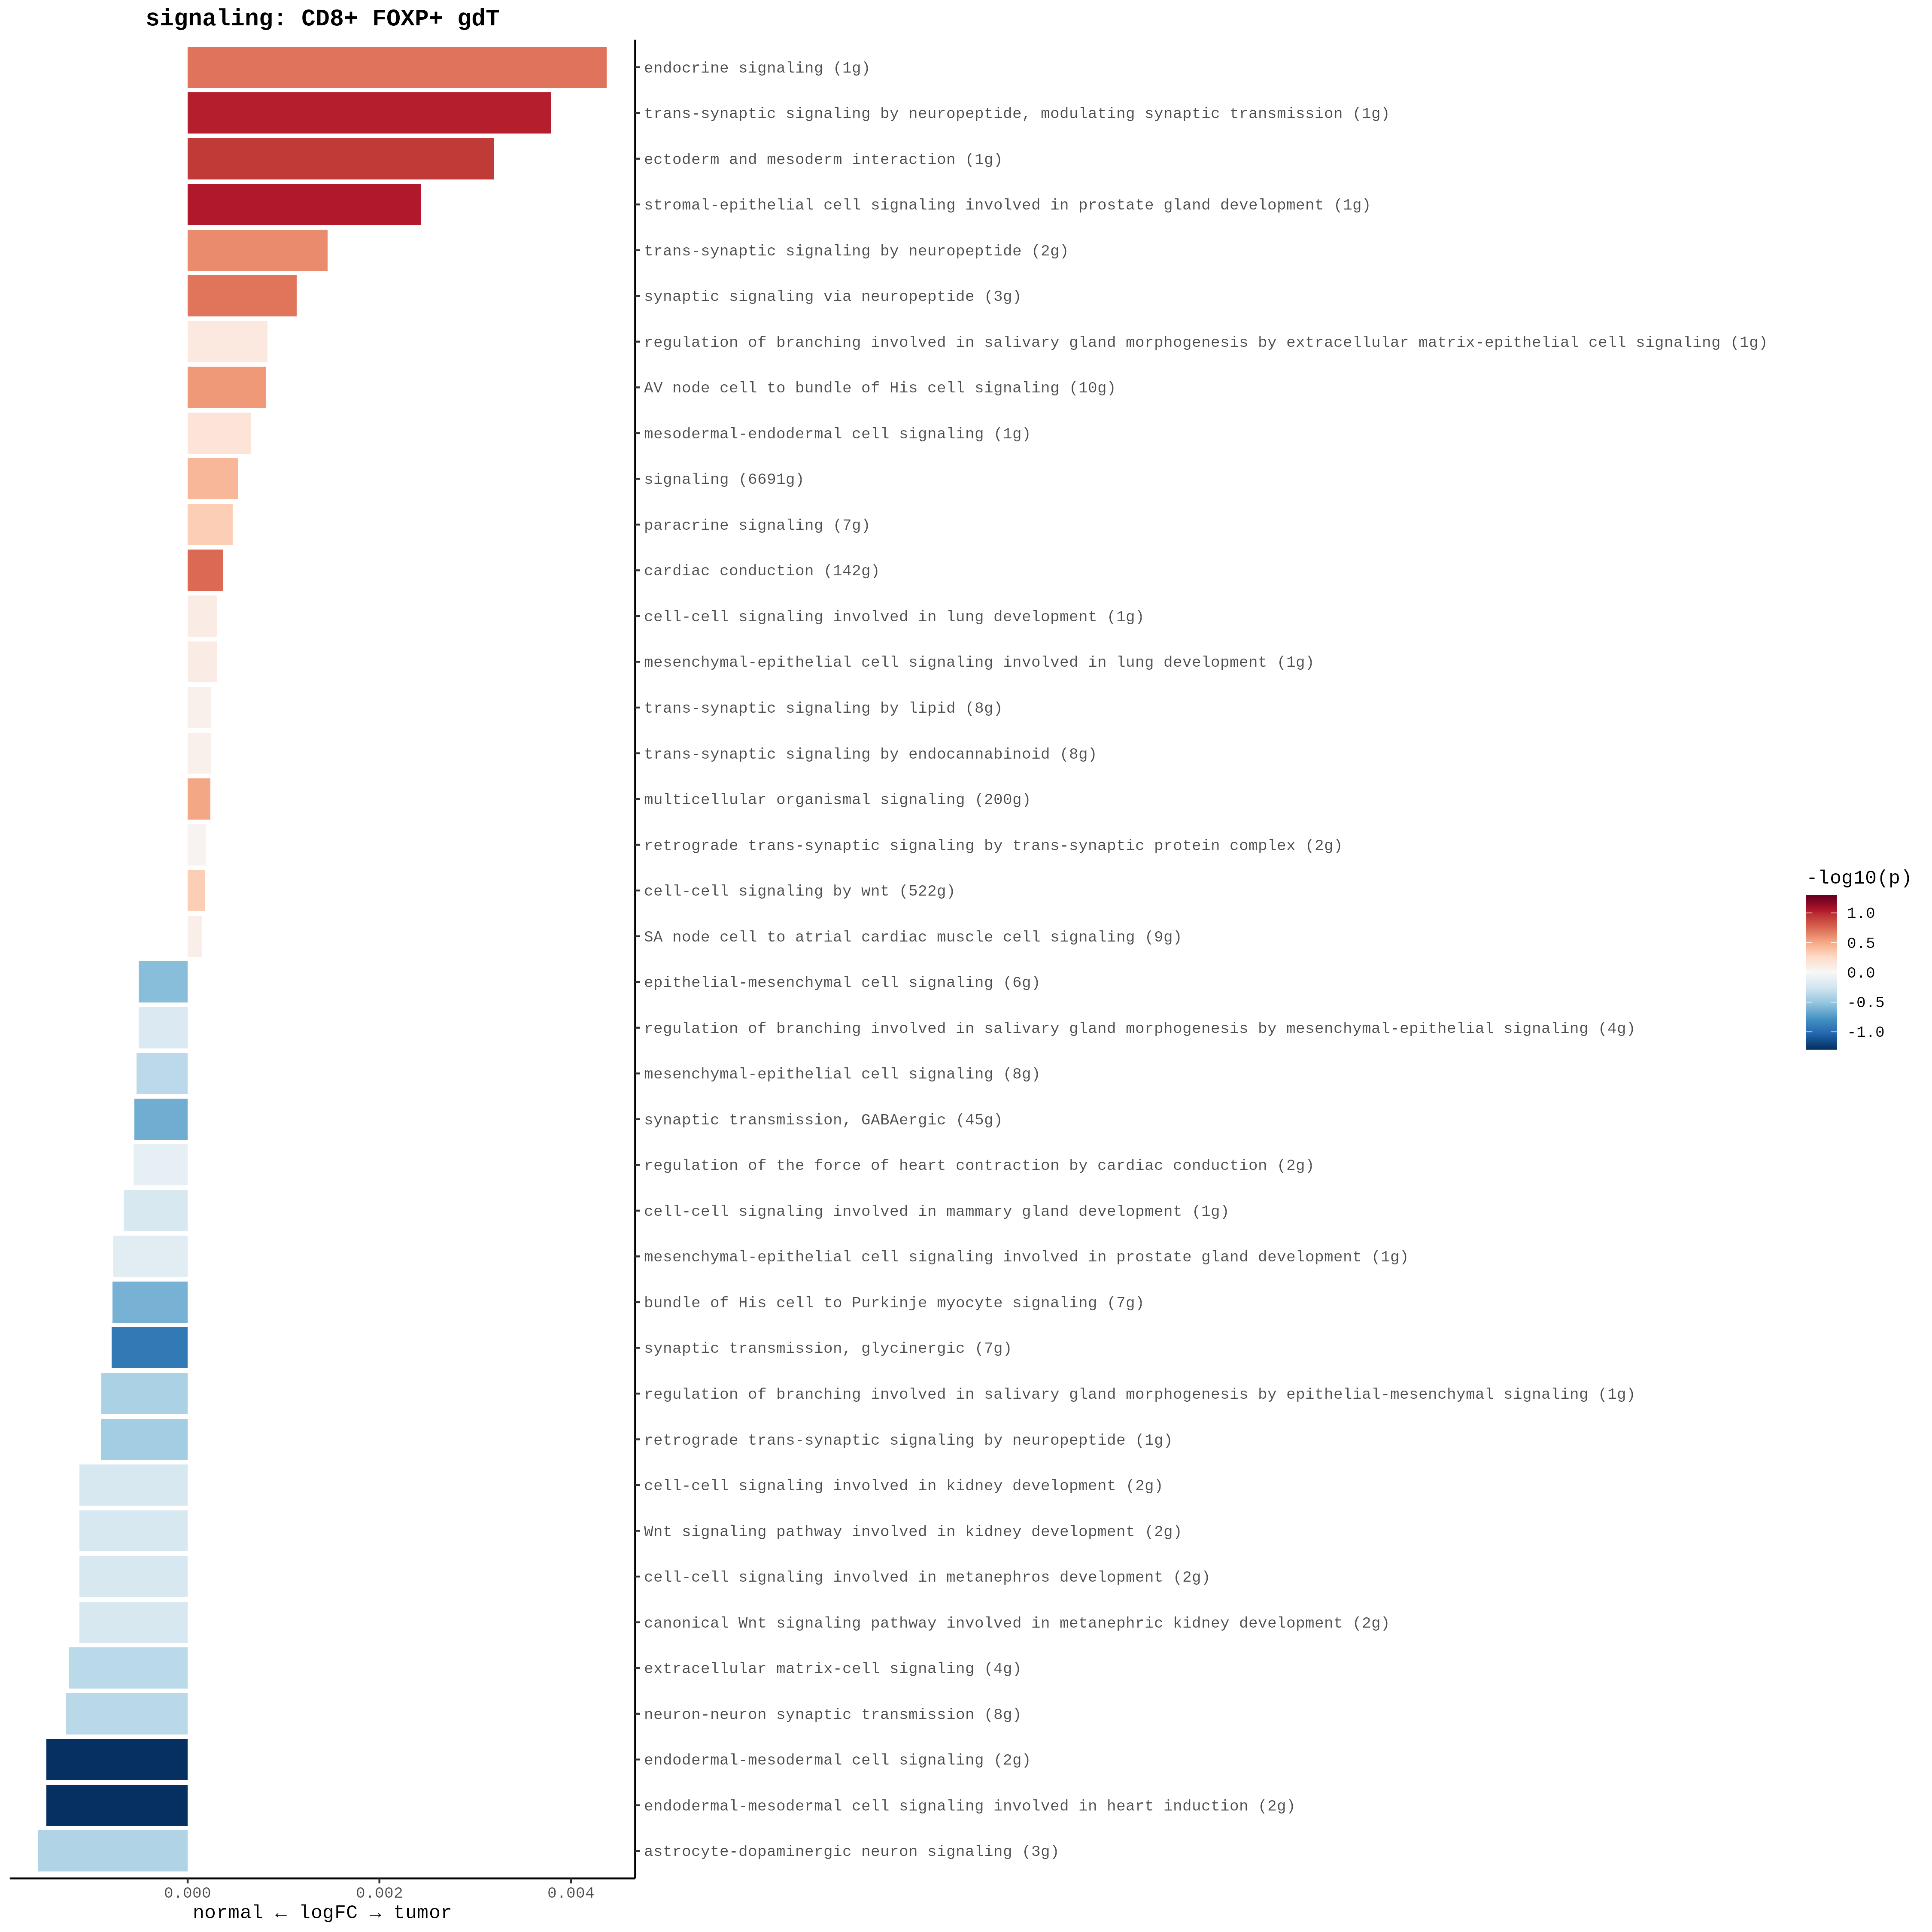 signaling: CD8+ FOXP+ gdT
endocrine signaling (1g)
trans-synaptic signaling by neuropeptide, modulating synaptic transmission (1g)
ectoderm and mesoderm interaction (1g)
stromal-epithelial cell signaling involved in prostate gland development (1g)
trans-synaptic signaling by neuropeptide (2g)
synaptic signaling via neuropeptide (3g)
regulation of branching involved in salivary gland morphogenesis by extracellular matrix-epithelial cell signaling (1g)
AV node cell to bundle of His cell signaling (10g)
mesodermal-endodermal cell signaling (1g)
signaling (6691g)
paracrine signaling (7g)
cardiac conduction (142g)
cell-cell signaling involved in lung development (1g)
mesenchymal-epithelial cell signaling involved in lung development (1g)
trans-synaptic signaling by lipid (8g)
trans-synaptic signaling by endocannabinoid (8g)
multicellular organismal signaling (200g)
retrograde trans-synaptic signaling by trans-synaptic protein complex (2g)
cell-cell signaling by wnt (522g)
SA node cell to atrial cardiac muscle cell signaling (9g)
epithelial-mesenchymal cell signaling (6g)
regulation of branching involved in salivary gland morphogenesis by mesenchymal-epithelial signaling (4g)
mesenchymal-epithelial cell signaling (8g)
synaptic transmission, GABAergic (45g)
regulation of the force of heart contraction by cardiac conduction (2g)
cell-cell signaling involved in mammary gland development (1g)
mesenchymal-epithelial cell signaling involved in prostate gland development (1g)
bundle of His cell to Purkinje myocyte signaling (7g)
synaptic transmission, glycinergic (7g)
regulation of branching involved in salivary gland morphogenesis by epithelial-mesenchymal signaling (1g)
retrograde trans-synaptic signaling by neuropeptide (1g)
cell-cell signaling involved in kidney development (2g)
Wnt signaling pathway involved in kidney development (2g)
cell-cell signaling involved in metanephros development (2g)
canonical Wnt signaling pathway involved in metanephric kidney development (2g)
extracellular matrix-cell signaling (4g)
neuron-neuron synaptic transmission (8g)
endodermal-mesodermal cell signaling (2g)
endodermal-mesodermal cell signaling involved in heart induction (2g)
astrocyte-dopaminergic neuron signaling (3g)
0.000 0.002 0.004
normal ← logFC → tumor
-log10(p)
1.0
0.5
0.0
-0.5
-1.0